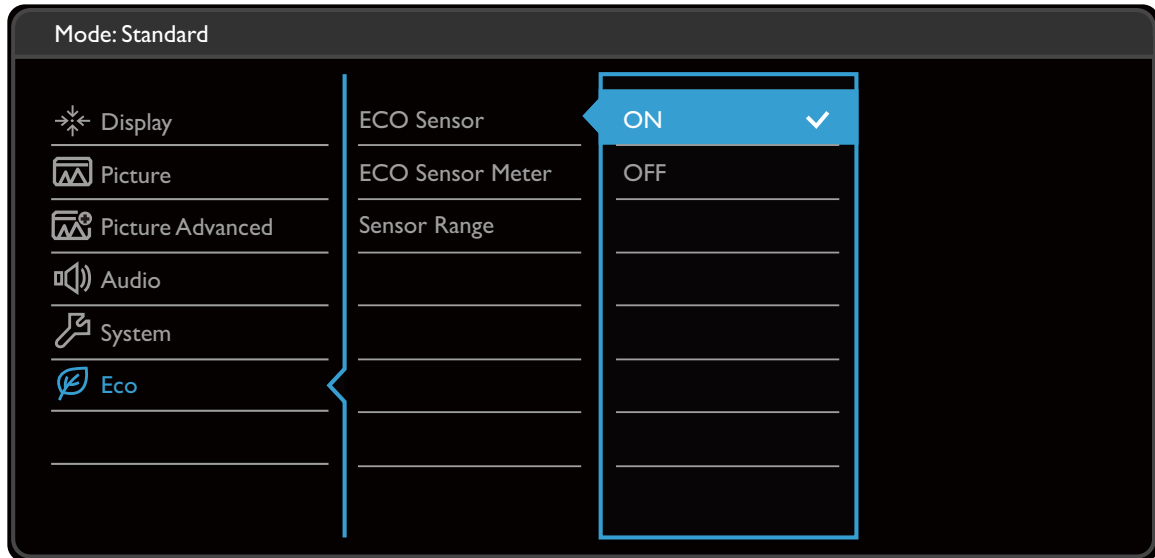 Mode: Standard
Display
Picture
Picture Advanced
Audio
System
Eco
ECO Sensor
ECO Sensor Meter
Sensor Range
ON
OFF